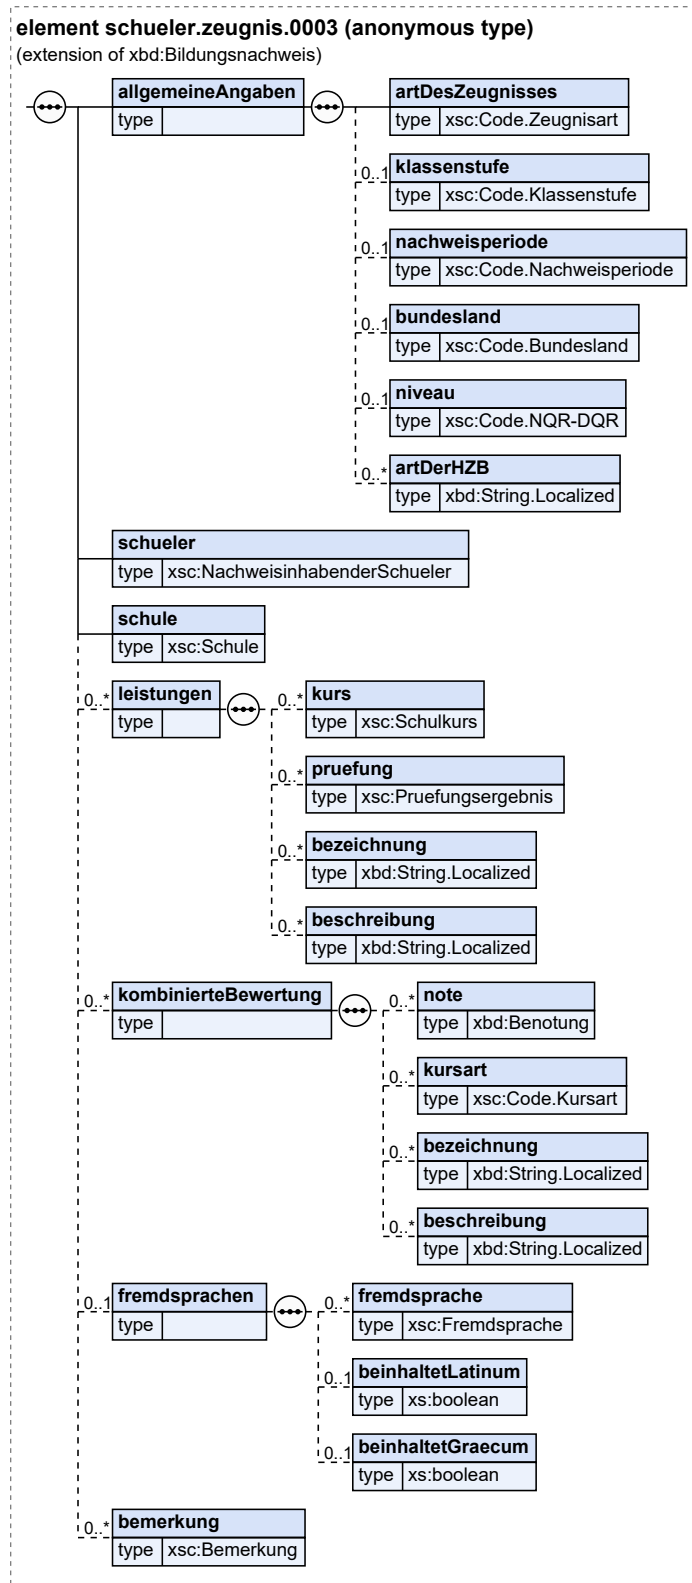 element schueler.zeugnis.0003 (anonymous type)
(extension of xbd:Bildungsnachweis)
allgemeineAngaben
type
artDesZeugnisses
type xsc:Code.Zeugnisart
0..1 klassenstufe
type xsc:Code.Klassenstufe
0..1 nachweisperiode
type xsc:Code.Nachweisperiode
0..1 bundesland
type xsc:Code.Bundesland
0..1 niveau
type xsc:Code.NQR-DQR
0..* artDerHZB
type xbd:String.Localized
schueler
type xsc:NachweisinhabenderSchueler
schule
type xsc:Schule
0..* leistungen
type
0..* kurs
type xsc:Schulkurs
0..* pruefung
type xsc:Pruefungsergebnis
0..* bezeichnung
type xbd:String.Localized
0..* beschreibung
type xbd:String.Localized
0..* kombinierteBewertung
type
0..* note
type xbd:Benotung
0..* kursart
type xsc:Code.Kursart
0..* bezeichnung
type xbd:String.Localized
0..* beschreibung
type xbd:String.Localized
0..1 fremdsprachen
type
0..* fremdsprache
type xsc:Fremdsprache
0..1 beinhaltetLatinum
type xs:boolean
0..1 beinhaltetGraecum
type xs:boolean
0..* bemerkung
type xsc:Bemerkung